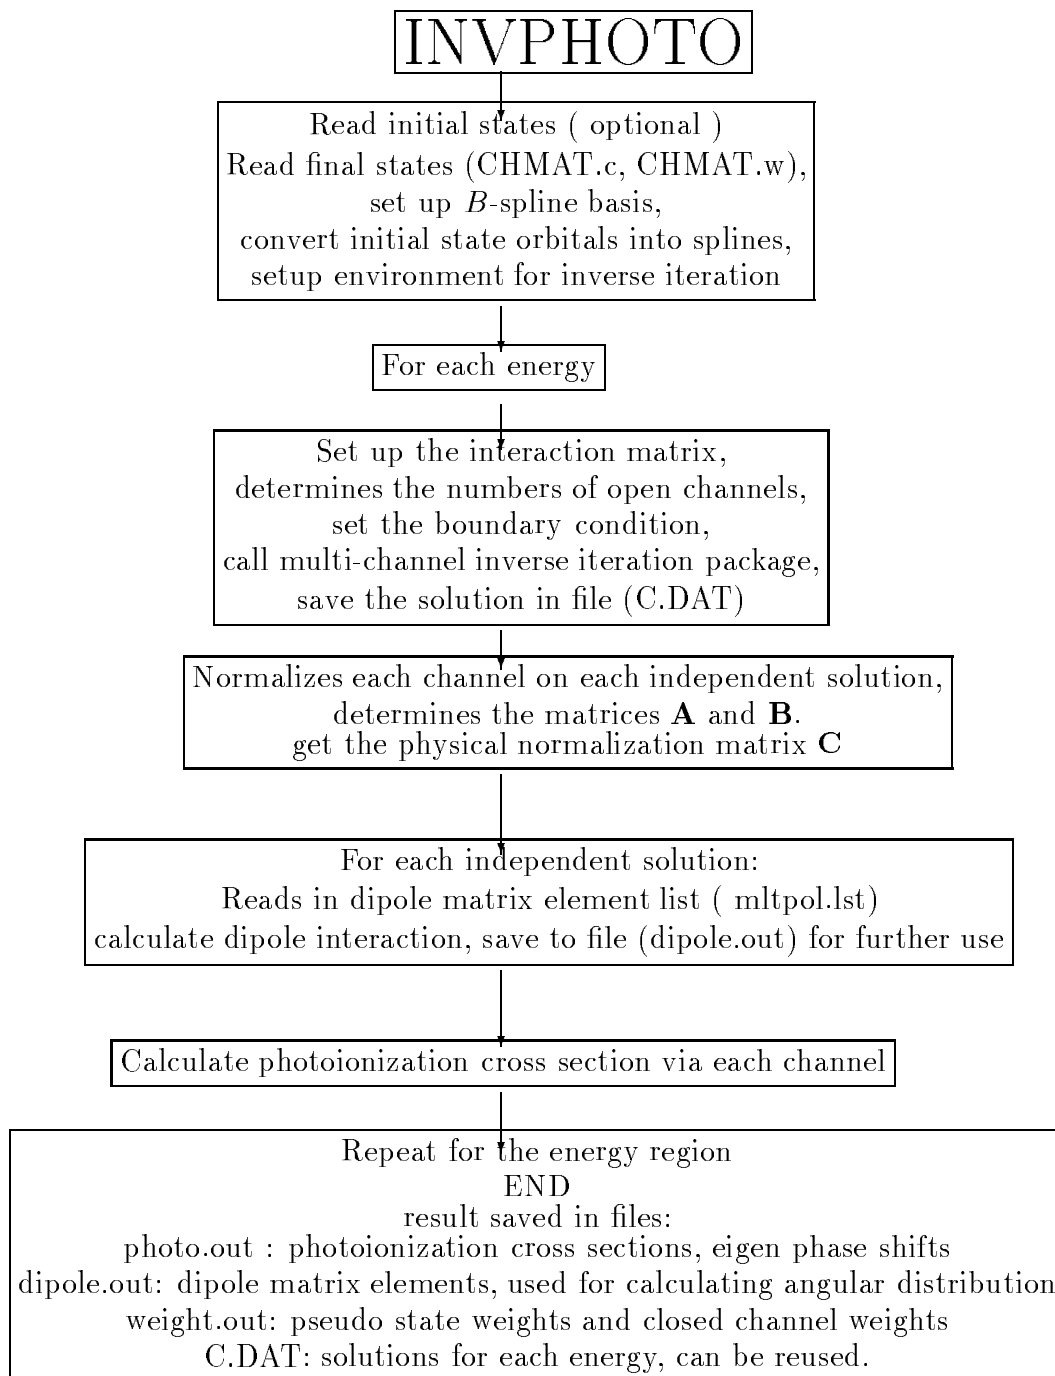 INVPHOTO
Read initial states ( optional )
Read final states (CHMAT.c, CHMAT.w),
set up B-spline basis,
convert initial state orbitals into splines,
setup environment for inverse iteration
For each energy
Set up the interaction matrix,
determines the numbers of open channels,
set the boundary condition,
call multi-channel inverse iteration package,
save the solution in file (C.DAT)
Normalizes each channel on each independent solution,
determines the matrices A and B.
get the physical normalization matrix C
For each independent solution:
Reads in dipole matrix element list ( mltpol.lst)
calculate dipole interaction, save to file (dipole.out) for further use
Calculate photoionization cross section via each channel
Repeat for the energy region
END
result saved in files:
photo.out : photoionization cross sections, eigen phase shifts
dipole.out: dipole matrix elements, used for calculating angular distribution
weight.out: pseudo state weights and closed channel weights
C.DAT: solutions for each energy, can be reused.